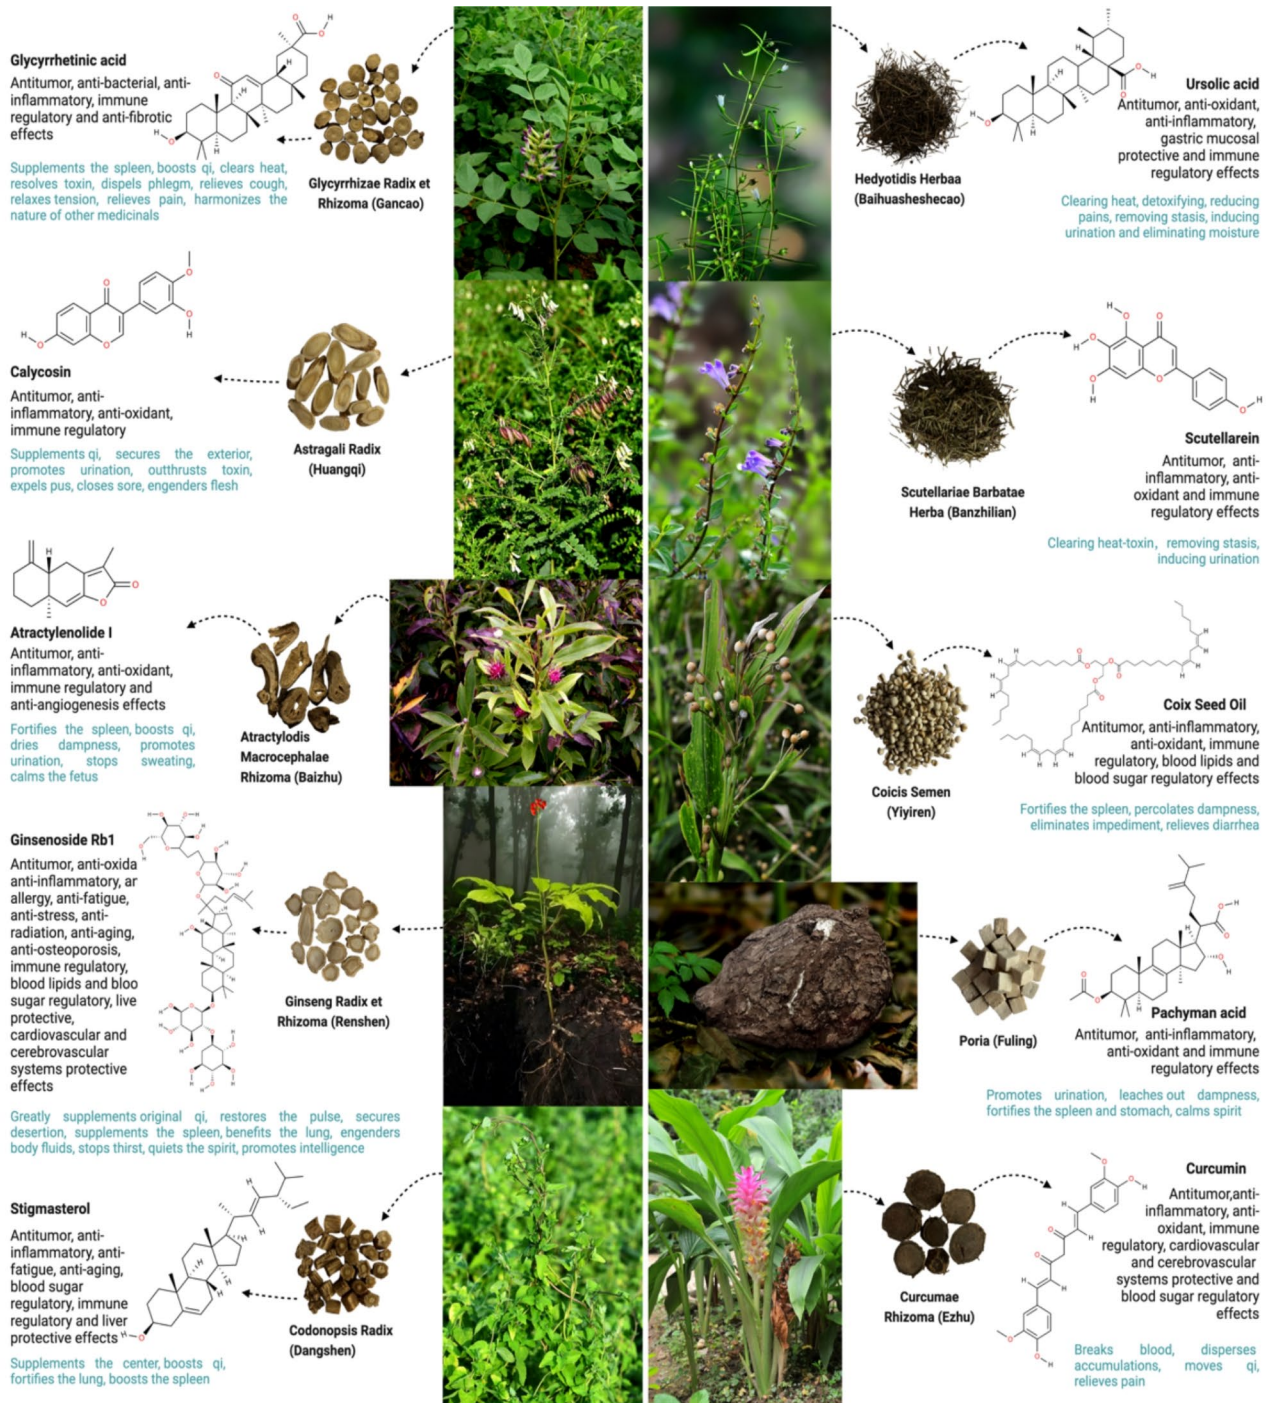 Glycyrrhetinic acid
Antitumor, anti-bacterial, anti-
inflammatory, immune
regulatory and anti-fibrotic
effects
Supplements the spleen, boosts qi, clears heat,
resolves toxin, dispels phlegm, relieves cough,
relaxes tension, relieves pain, harmonizes the
nature of other medicinals
Glycyrrhizae Radix et
Rhizoma (Gancao)
Calycosin
Antitumor, anti-
inflammatory, anti-oxidant,
immune regulatory
Supplements qi, secures the exterior,
promotes urination, outthrusts toxin,
expels pus, closes sore, engenders flesh
Astragali Radix
(Huangqi)
Atractylenolide I
Antitumor, anti-
inflammatory, anti-oxidant,
immune regulatory and
anti-angiogenesis effects
Fortifies the spleen, boosts qi,
dries dampness, promotes
urination, stops sweating,
calms the fetus
Atractylodis
Macrocephalae
Rhizoma (Baizhu)
Ginsenoside Rb1
Antitumor, anti-oxida
anti-inflammatory, ar
allergy, anti-fatigue,
anti-stress, anti-
radiation, anti-aging,
anti-osteoporosis,
immune regulatory,
blood lipids and bloo
sugar regulatory, live
protective,
cardiovascular and
cerebrovascular
systems protective
effects
Greatly supplements original qi, restores the pulse, secures
desertion, supplements the spleen, benefits the lung, engenders
body fluids, stops thirst, quiets the spirit, promotes intelligence
Ginseng Radix et
Rhizoma (Renshen)
Stigmasterol
Antitumor, anti-
inflammatory, anti-
fatigue, anti-aging,
blood sugar
regulatory, immune
regulatory and liver
protective effects
Supplements the center, boosts qi,
fortifies the lung, boosts the spleen
Codonopsis Radix
(Dangshen)
Hedyotidis Herbaa
(Baihuasheshecao)
Ursolic acid
Antitumor, anti-oxidant,
anti-inflammatory,
gastric mucosal
protective and immune
regulatory effects
Clearing heat, detoxifying, reducing
pains, removing stasis, inducing
urination and eliminating moisture
Scutellariae Barbatae
Herba (Banzhilian)
Scutellarein
Antitumor, anti-
inflammatory, anti-
oxidant and immune
regulatory effects
Clearing heat-toxin, removing stasis,
inducing urination
Coicis Semen
(Yiyiren)
Coix Seed Oil
Antitumor, anti-inflammatory,
anti-oxidant, immune
regulatory, blood lipids and
blood sugar regulatory effects
Fortifies the spleen, percolates dampness,
eliminates impediment, relieves diarrhea
Poria (Fuling)
Pachyman acid
Antitumor, anti-inflammatory,
anti-oxidant and immune
regulatory effects
Promotes urination, leaches out dampness,
fortifies the spleen and stomach, calms spirit
Curcumae
Rhizoma (Ezhu)
Curcumin
Antitumor,anti-
inflammatory, anti-
oxidant, immune
regulatory, cardiovascular
and cerebrovascular
systems protective and
blood sugar regulatory
effects
Breaks blood, disperses
accumulations, moves qi,
relieves pain